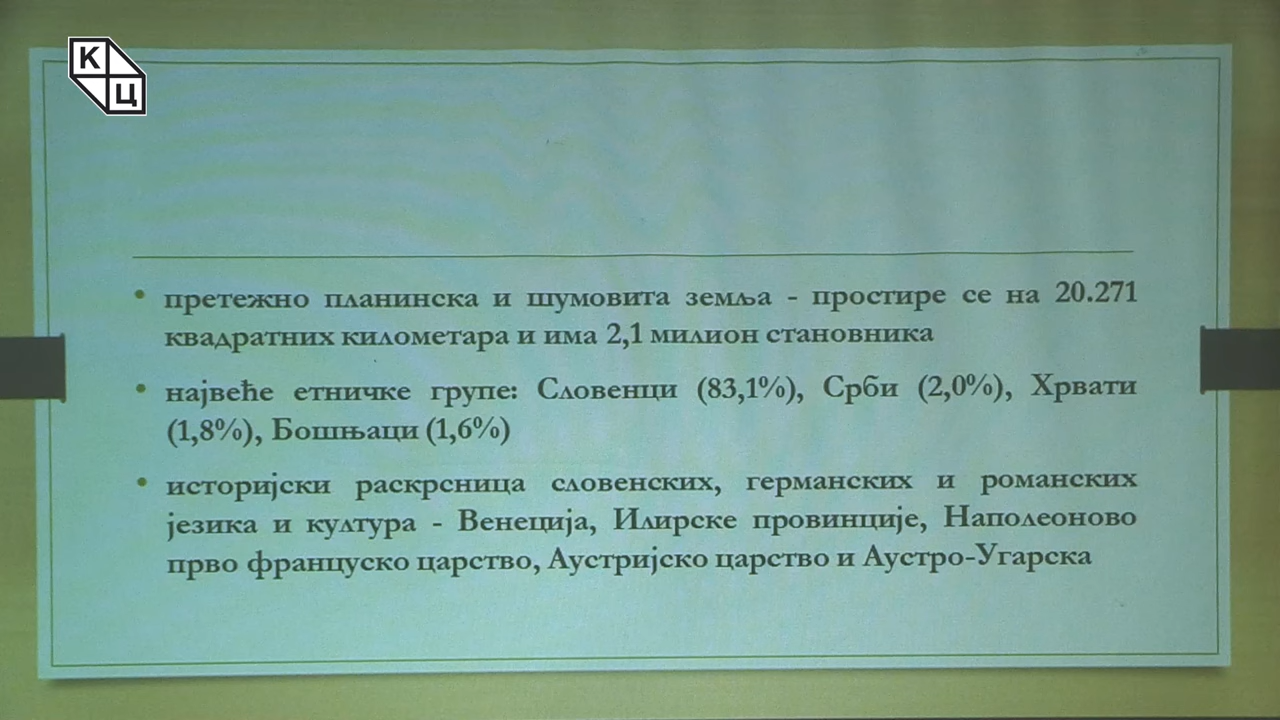 К
Ц
претежно планинска и шумовита земља - простире се на 20.271
квадратних километара и има 2,1 милион становника
највеће етничке групе: Словенци (83,1%), Срби (2,0%), Хрвати
(1,8%), Бошњаци (1,6%)
историјски раскрсница словенских, германских и романских
језика и култура - Венеција, Илирске провинције, Наполеоново
прво француско царство, Аустријско царство и Аустро-Угарска